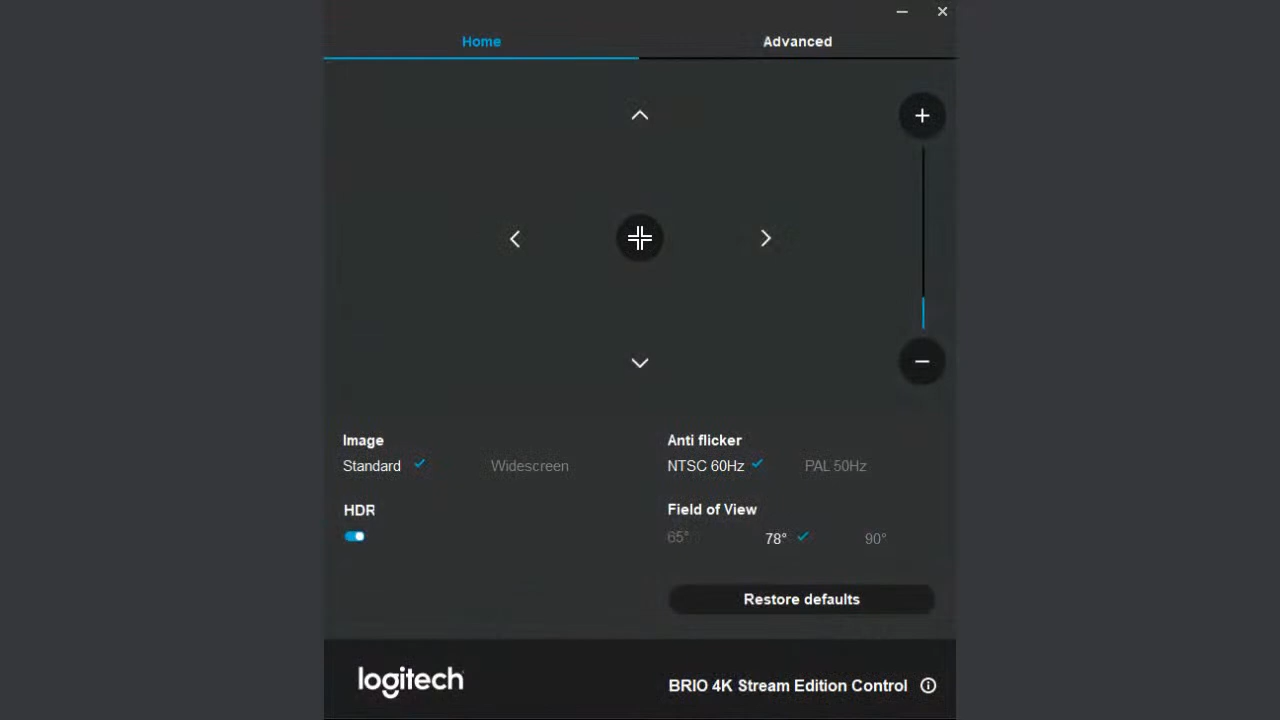 Home Advanced
Image
Standard Widescreen
Anti flicker
NTSC 60Hz PAL 50Hz
HDR
Field of View
65° 78° 90°
Restore defaults
logitech
BRIO 4K Stream Edition Control